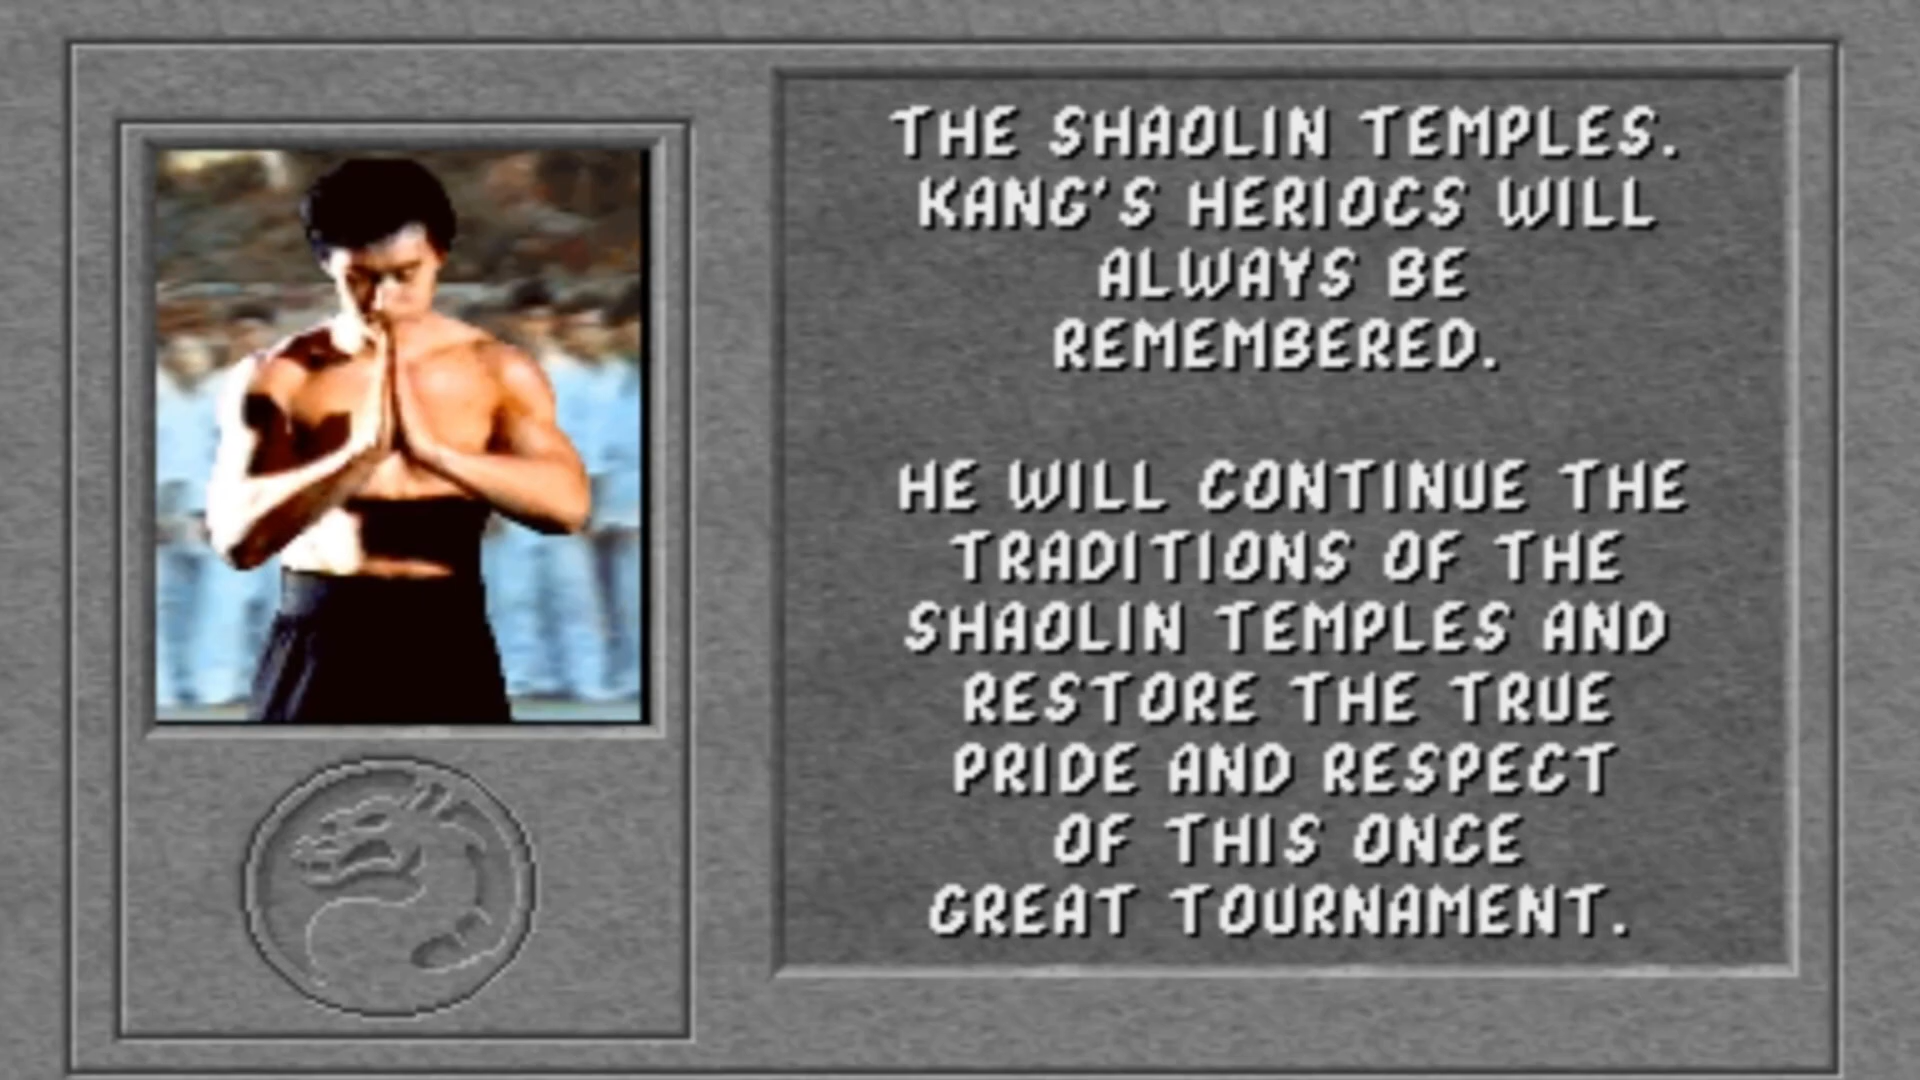 THE SHAOLIN TEMPLES.
KANG'S HERIOCS WILL
ALWAYS BE
REMEMBERED.
HE WILL CONTINUE THE
TRADITIONS OF THE
SHAOLIN TEMPLES AND
RESTORE THE TRUE
PRIDE AND RESPECT
OF THIS ONCE
GREAT TOURNAMENT.